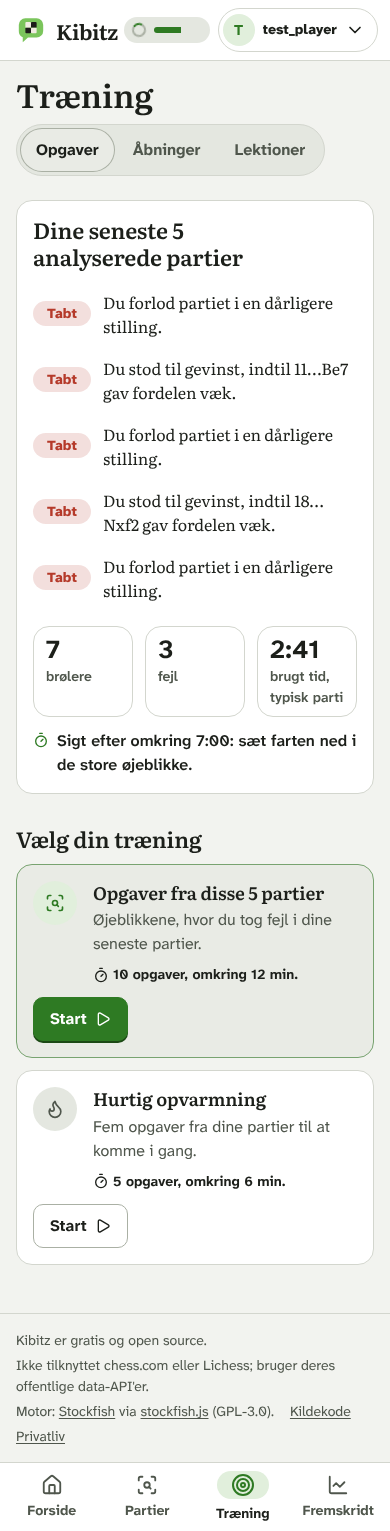 Kibitz
T test_player
Træning
Opgaver Åbninger Lektioner
Dine seneste 5
analyserede partier
Tabt
Du forlod partiet i en dårligere
stilling.
Tabt
Du stod til gevinst, indtil 11…Be7
gav fordelen væk.
Tabt
Du forlod partiet i en dårligere
stilling.
Tabt
Du stod til gevinst, indtil 18…
Nxf2 gav fordelen væk.
Tabt
Du forlod partiet i en dårligere
stilling.
7
brølere
3
fejl
2:41
brugt tid,
typisk parti
Sigt efter omkring 7:00: sæt farten ned i
de store øjeblikke.
Vælg din træning
Opgaver fra disse 5 partier
Øjeblikkene, hvor du tog fejl i dine
seneste partier.
10 opgaver, omkring 12 min.
Start
Hurtig opvarmning
Fem opgaver fra dine partier til at
komme i gang.
5 opgaver, omkring 6 min.
Start
Kibitz er gratis og open source.
Ikke tilknyttet chess.com eller Lichess; bruger deres
offentlige data-API'er.
Motor: Stockfish via stockfish.js (GPL-3.0). Kildekode
Privatliv
Forside Partier Træning Fremskridt